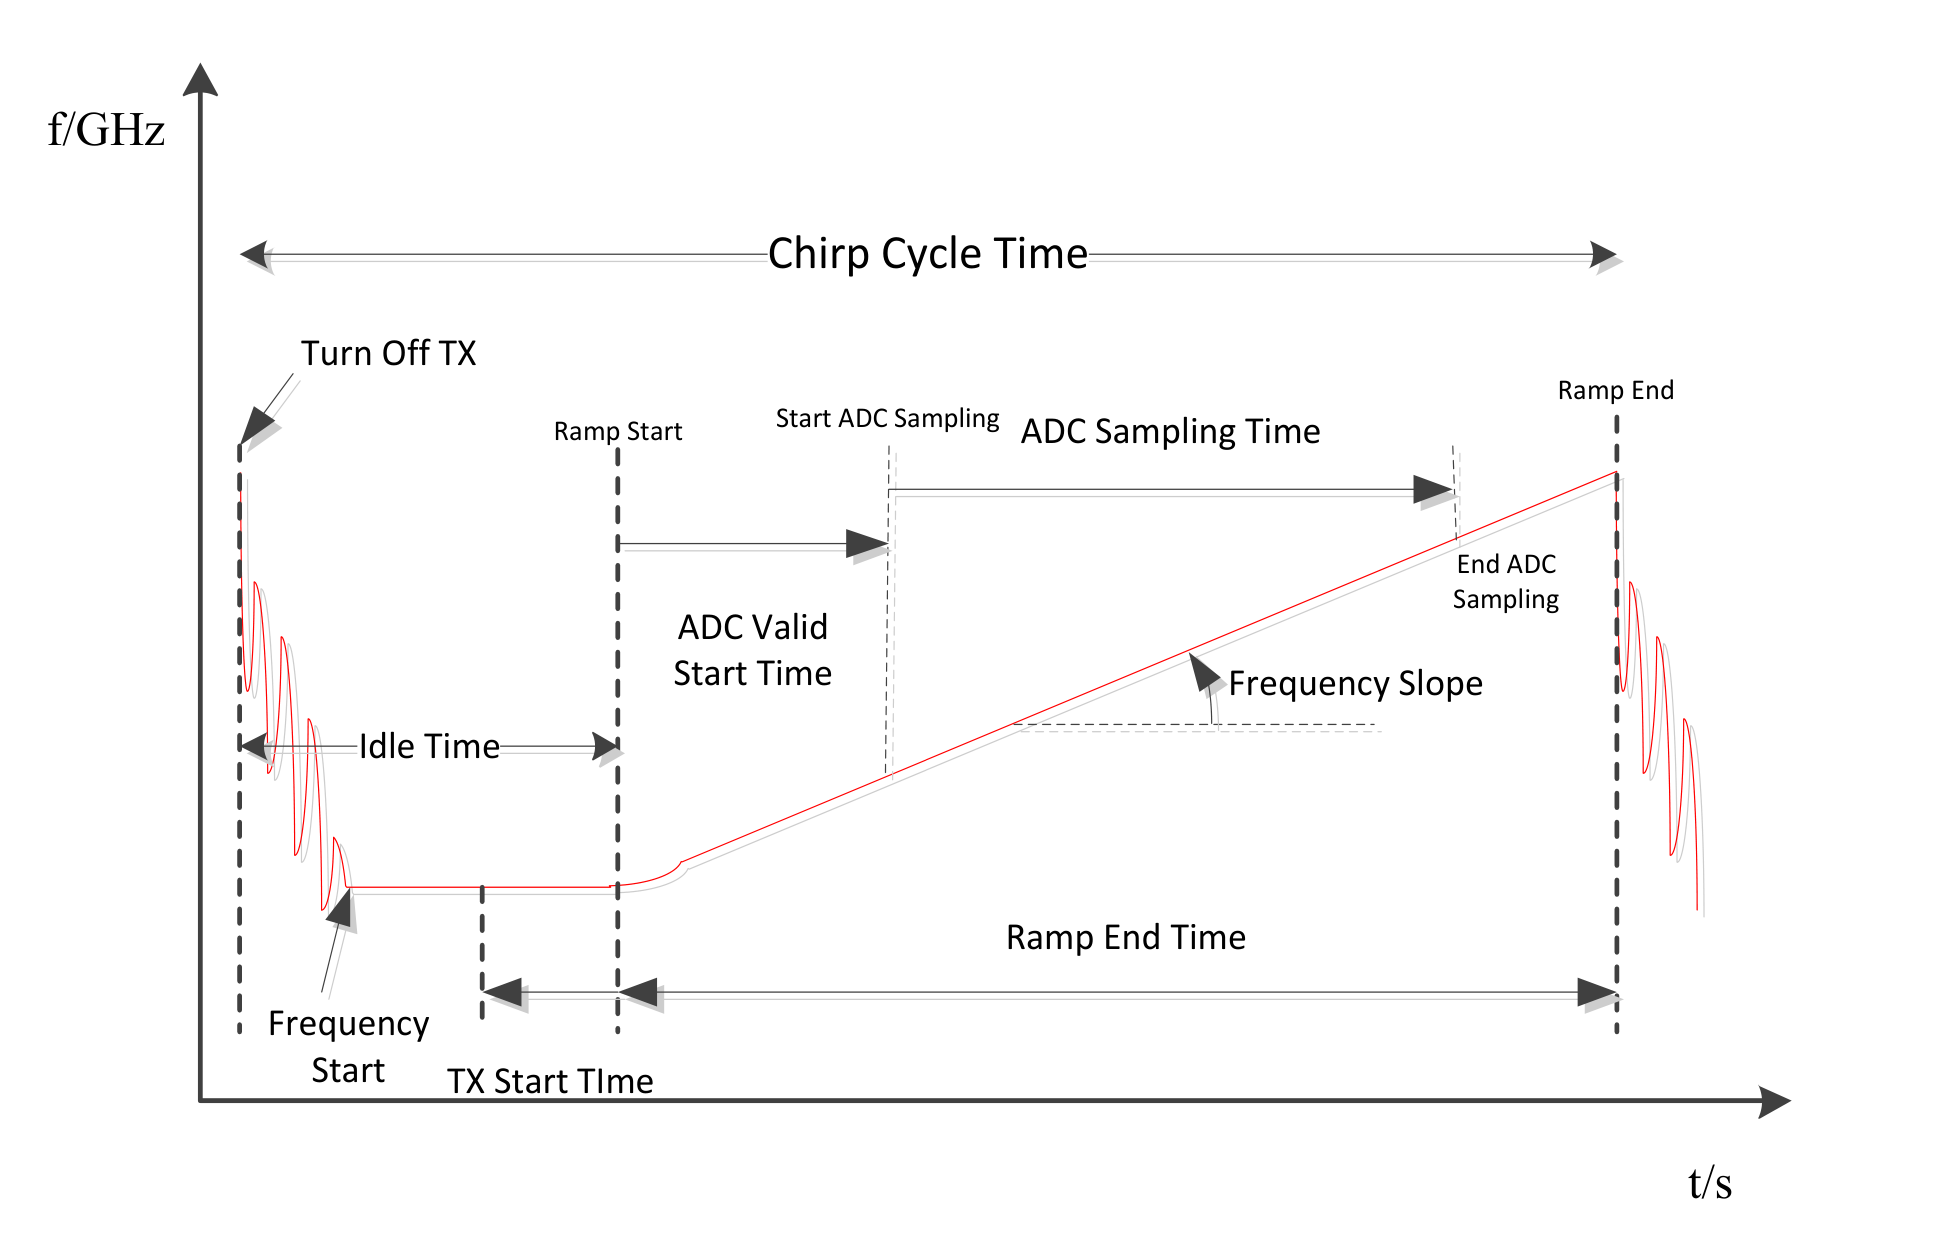 f/GHz
Chirp Cycle Time
Turn Off TX
Ramp End
Start ADC Sampling
ADC Sampling Time
Ramp Start
End ADC
Sampling
ADC Valid
Start Time
Frequency Slope
Idle Time
Ramp End Time
Frequency
Start
TX Start TIme
t/s